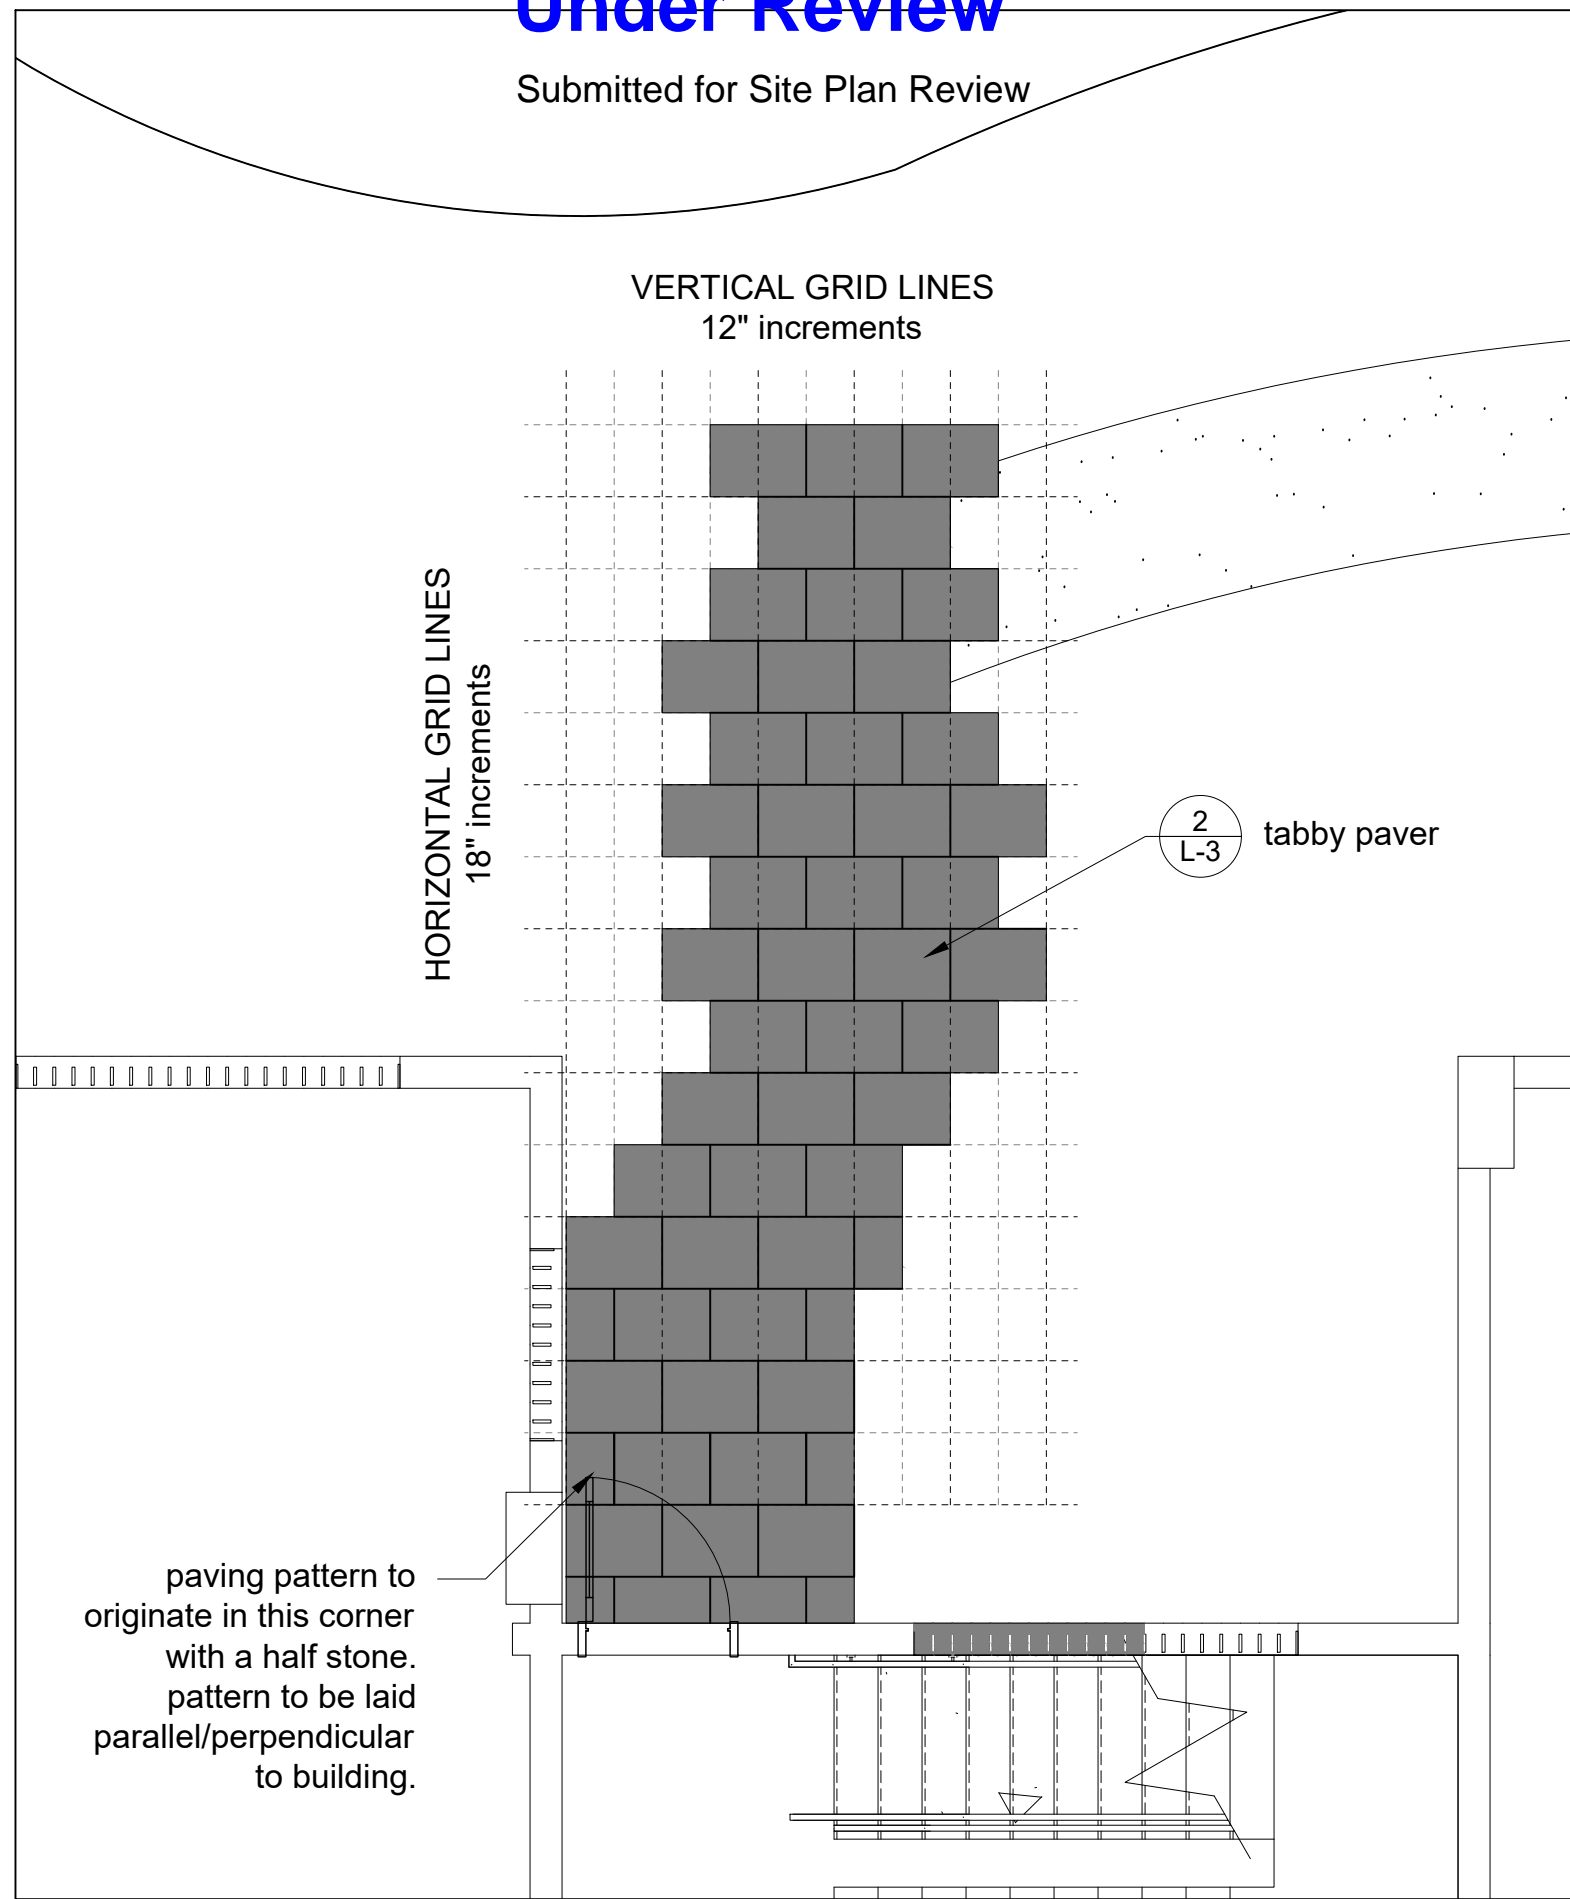 Under Review
Submitted for Site Plan Review
VERTICAL GRID LINES
12" increments
HORIZONTAL GRID LINES
18" increments
2
L-3
tabby paver
paving pattern to
originate in this corner
with a half stone.
pattern to be laid
parallel/perpendicular
to building.